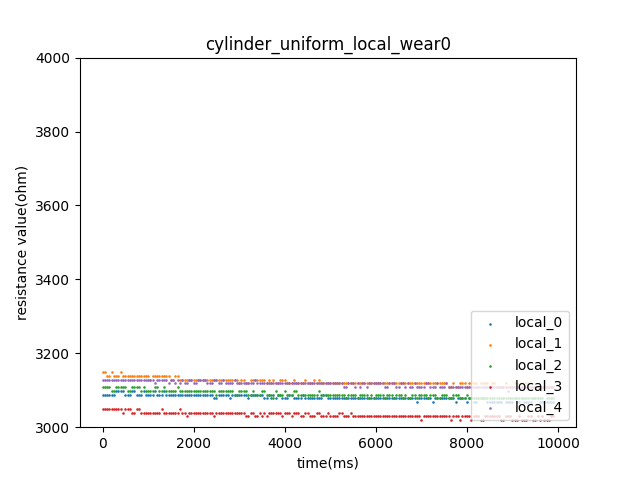 cylinder_uniform_local_wear0
4000
3800
3600
3400
3200
3000
resistance value(ohm)
local_0
local_1
local_2
local_3
local_4
0 2000 4000 6000 8000 10000
time(ms)